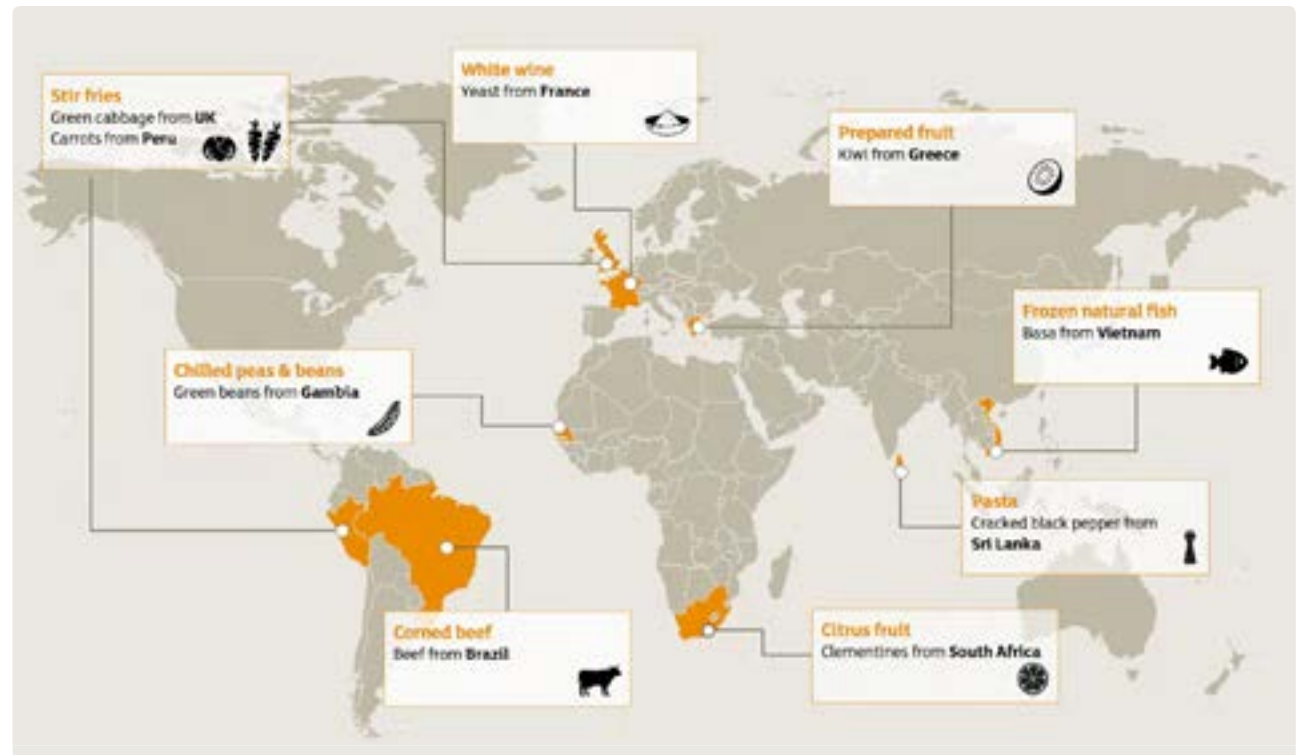 Stir fries
Green cabbage from UK
Carrots from Peru
White wine
Yeast from France
Prepared fruit
Kiwi from Greece
Frozen natural fish
Basa from Vietnam
Chilled peas & beans
Green beans from Gambia
Pasta
Cracked black pepper from
Sri Lanka
Corned beef
Beef from Brazil
Citrus fruit
Clementines from South Africa